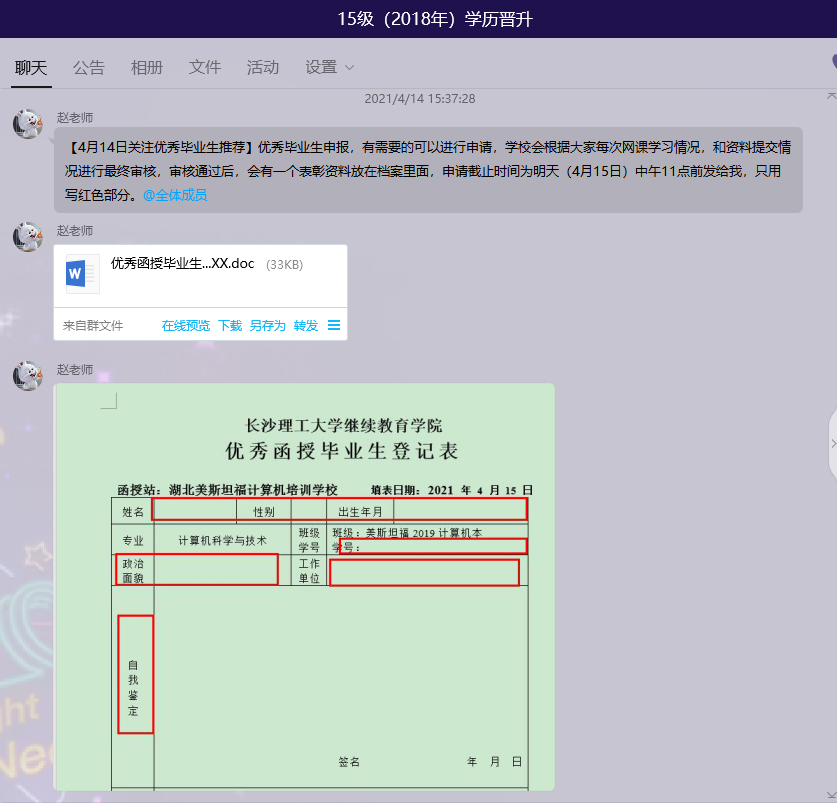 15级（2018年）学历晋升
聊天 公告 相册 文件 活动 设置
2021/4/14 15:37:28
赵老师
【4月14日关注优秀毕业生推荐】优秀毕业生申报，有需要的可以进行申请，学校会根据大家每次网课学习情况，和资料提交情
况进行最终审核，审核通过后，会有一个表彰资料放在档案里面，申请截止时间为明天（4月15日）中午11点前发给我，只用
写红色部分。@全体成员
赵老师
优秀函授毕业生...XX.doc (33KB)
来自群文件 在线预览 下载 另存为 转发
赵老师
长沙理工大学继续教育学院
优秀函授毕业生登记表
函授站：湖北美斯坦福计算机培训学校 填表日期：2021 年 4 月 15 日
姓名 性别 出生年月
专业 计算机科学与技术 班级 学号 班级：美斯坦福 2019 计算机本
学号：
政治面貌 工作单位
自我鉴定
签名 年 月 日